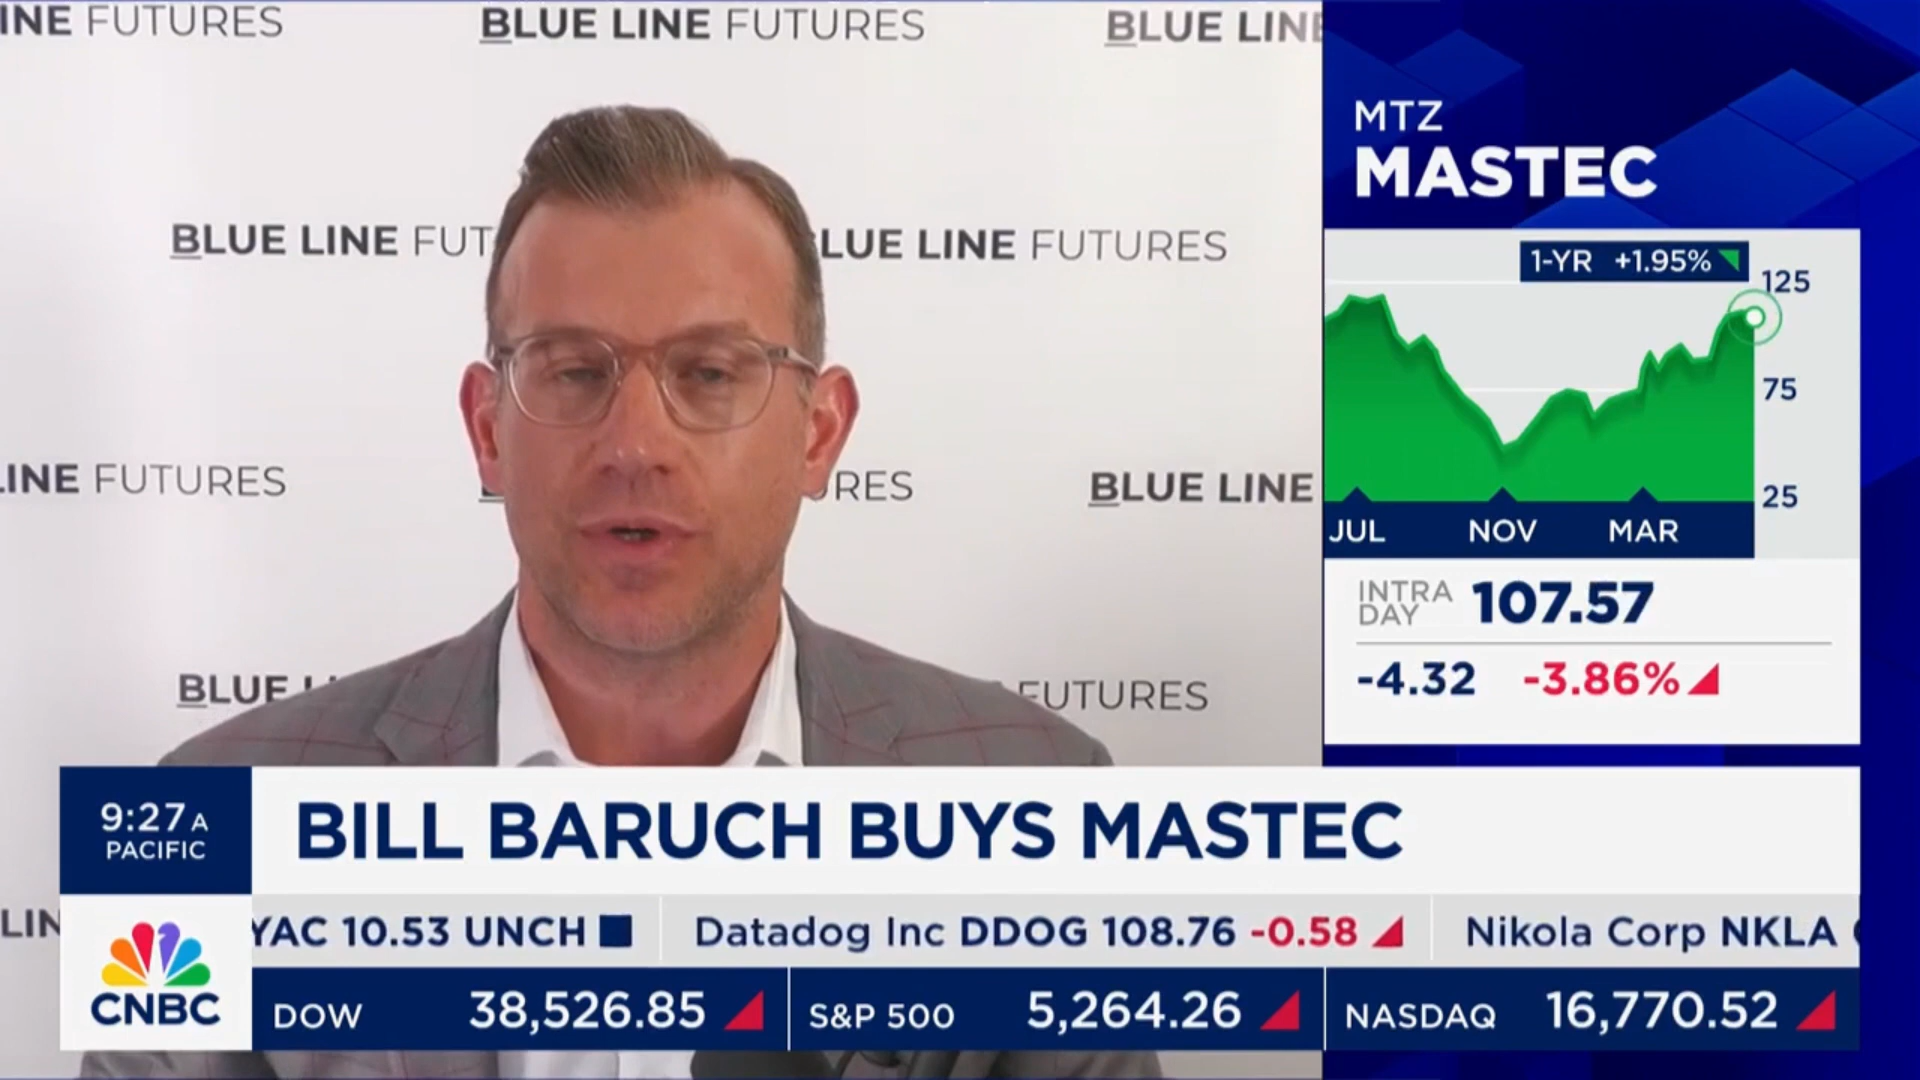 INE FUTURES
BLUE LINE FUTURES
BLUE LINE
BLUE LINE FUT
LUE LINE FUTURES
INE FUTURES
URES
BLUE LINE
BLUE
FUTURES
LIN
MTZ
MASTEC
1-YR +1.95%
125
75
25
JUL NOV MAR
INTRA
DAY
107.57
-4.32 -3.86%
9:27A
PACIFIC
BILL BARUCH BUYS MASTEC
YAC 10.53 UNCH Datadog Inc DDOG 108.76 -0.58 Nikola Corp NKLA
CNBC
DOW 38,526.85 S&P 500 5,264.26 NASDAQ 16,770.52